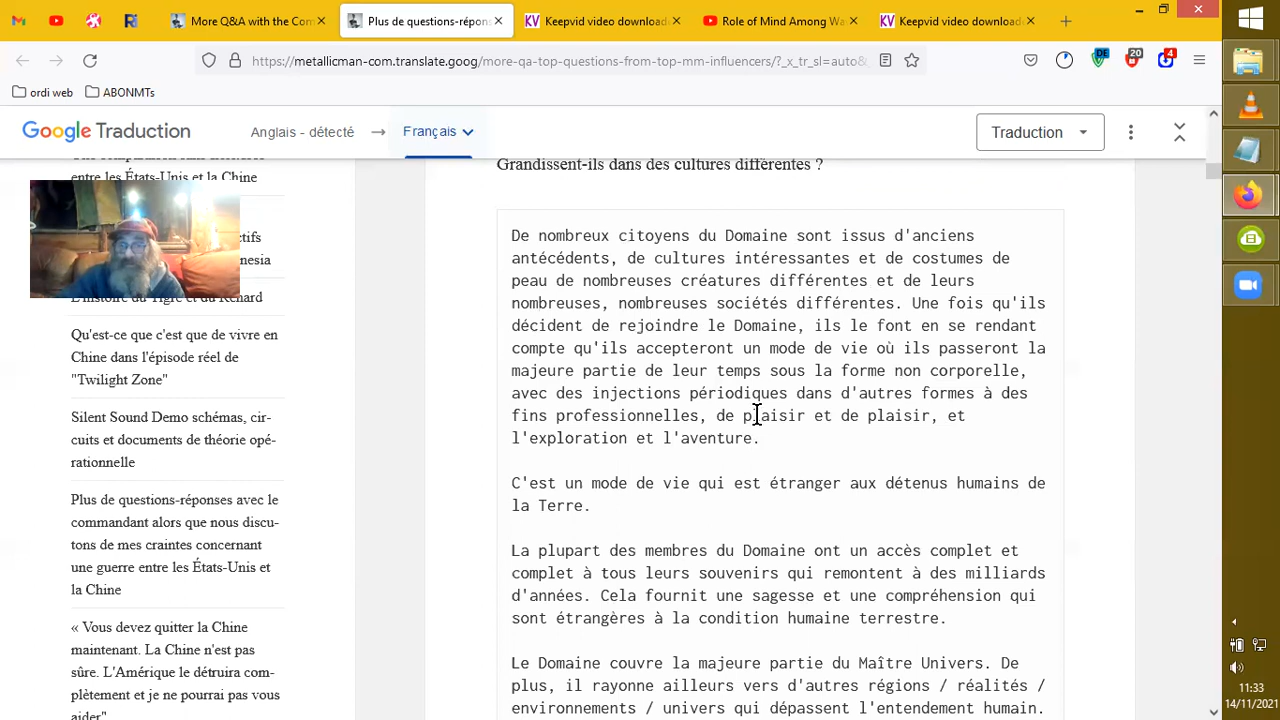 More Q&A with the Com
Plus de questions-répons
Keepvid video download
Role of Mind Among Wa
Keepvid video download
https://metallicman-com.translate.goog/more-qa-top-questions-from-top-mm-influencers/?_x_tr_sl=auto&
DE
20
4
ordi web
ABONMTs
Google Traduction
Anglais - détecté
Français
Traduction
entre les États-Unis et la Chine
ctifs
nesia
L'histoire du Tigre et du Renard
Qu'est-ce que c'est que de vivre en
Chine dans l'épisode réel de
"Twilight Zone"
Silent Sound Demo schémas, cir-
cuits et documents de théorie opé-
rationnelle
Plus de questions-réponses avec le
commandant alors que nous discu-
tons de mes craintes concernant
une guerre entre les États-Unis et
la Chine
« Vous devez quitter la Chine
maintenant. La Chine n'est pas
sûre. L'Amérique le détruira com-
plètement et je ne pourrai pas vous
aider"
Grandissent-ils dans des cultures différentes ?
De nombreux citoyens du Domaine sont issus d'anciens
antécédents, de cultures intéressantes et de costumes de
peau de nombreuses créatures différentes et de leurs
nombreuses, nombreuses sociétés différentes. Une fois qu'ils
décident de rejoindre le Domaine, ils le font en se rendant
compte qu'ils accepteront un mode de vie où ils passeront la
majeure partie de leur temps sous la forme non corporelle,
avec des injections périodiques dans d'autres formes à des
fins professionnelles, de plaisir et de plaisir, et
l'exploration et l'aventure.
C'est un mode de vie qui est étranger aux détenus humains de
la Terre.
La plupart des membres du Domaine ont un accès complet et
complet à tous leurs souvenirs qui remontent à des milliards
d'années. Cela fournit une sagesse et une compréhension qui
sont étrangères à la condition humaine terrestre.
Le Domaine couvre la majeure partie du Maître Univers. De
plus, il rayonne ailleurs vers d'autres régions / réalités /
environnements / univers qui dépassent l'entendement humain.
11:33
14/11/2021